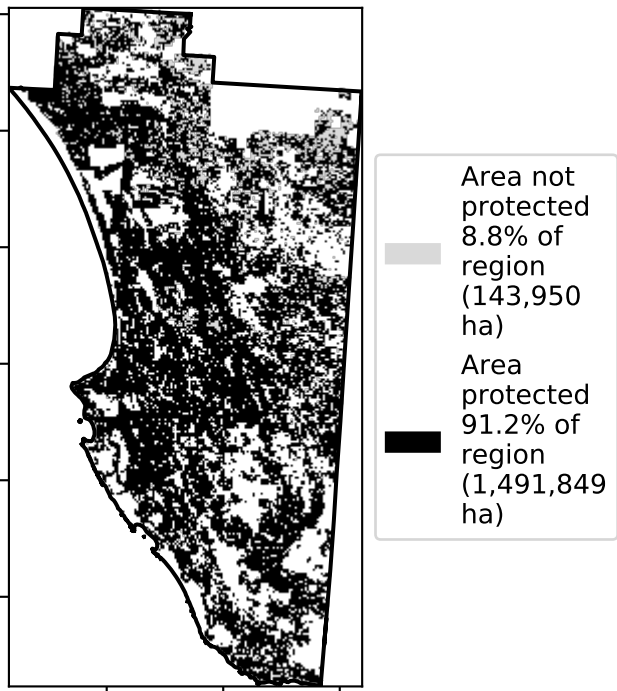 Area not
protected
8.8% of
region
(143,950
ha)
Area
protected
91.2% of
region
(1,491,849
ha)